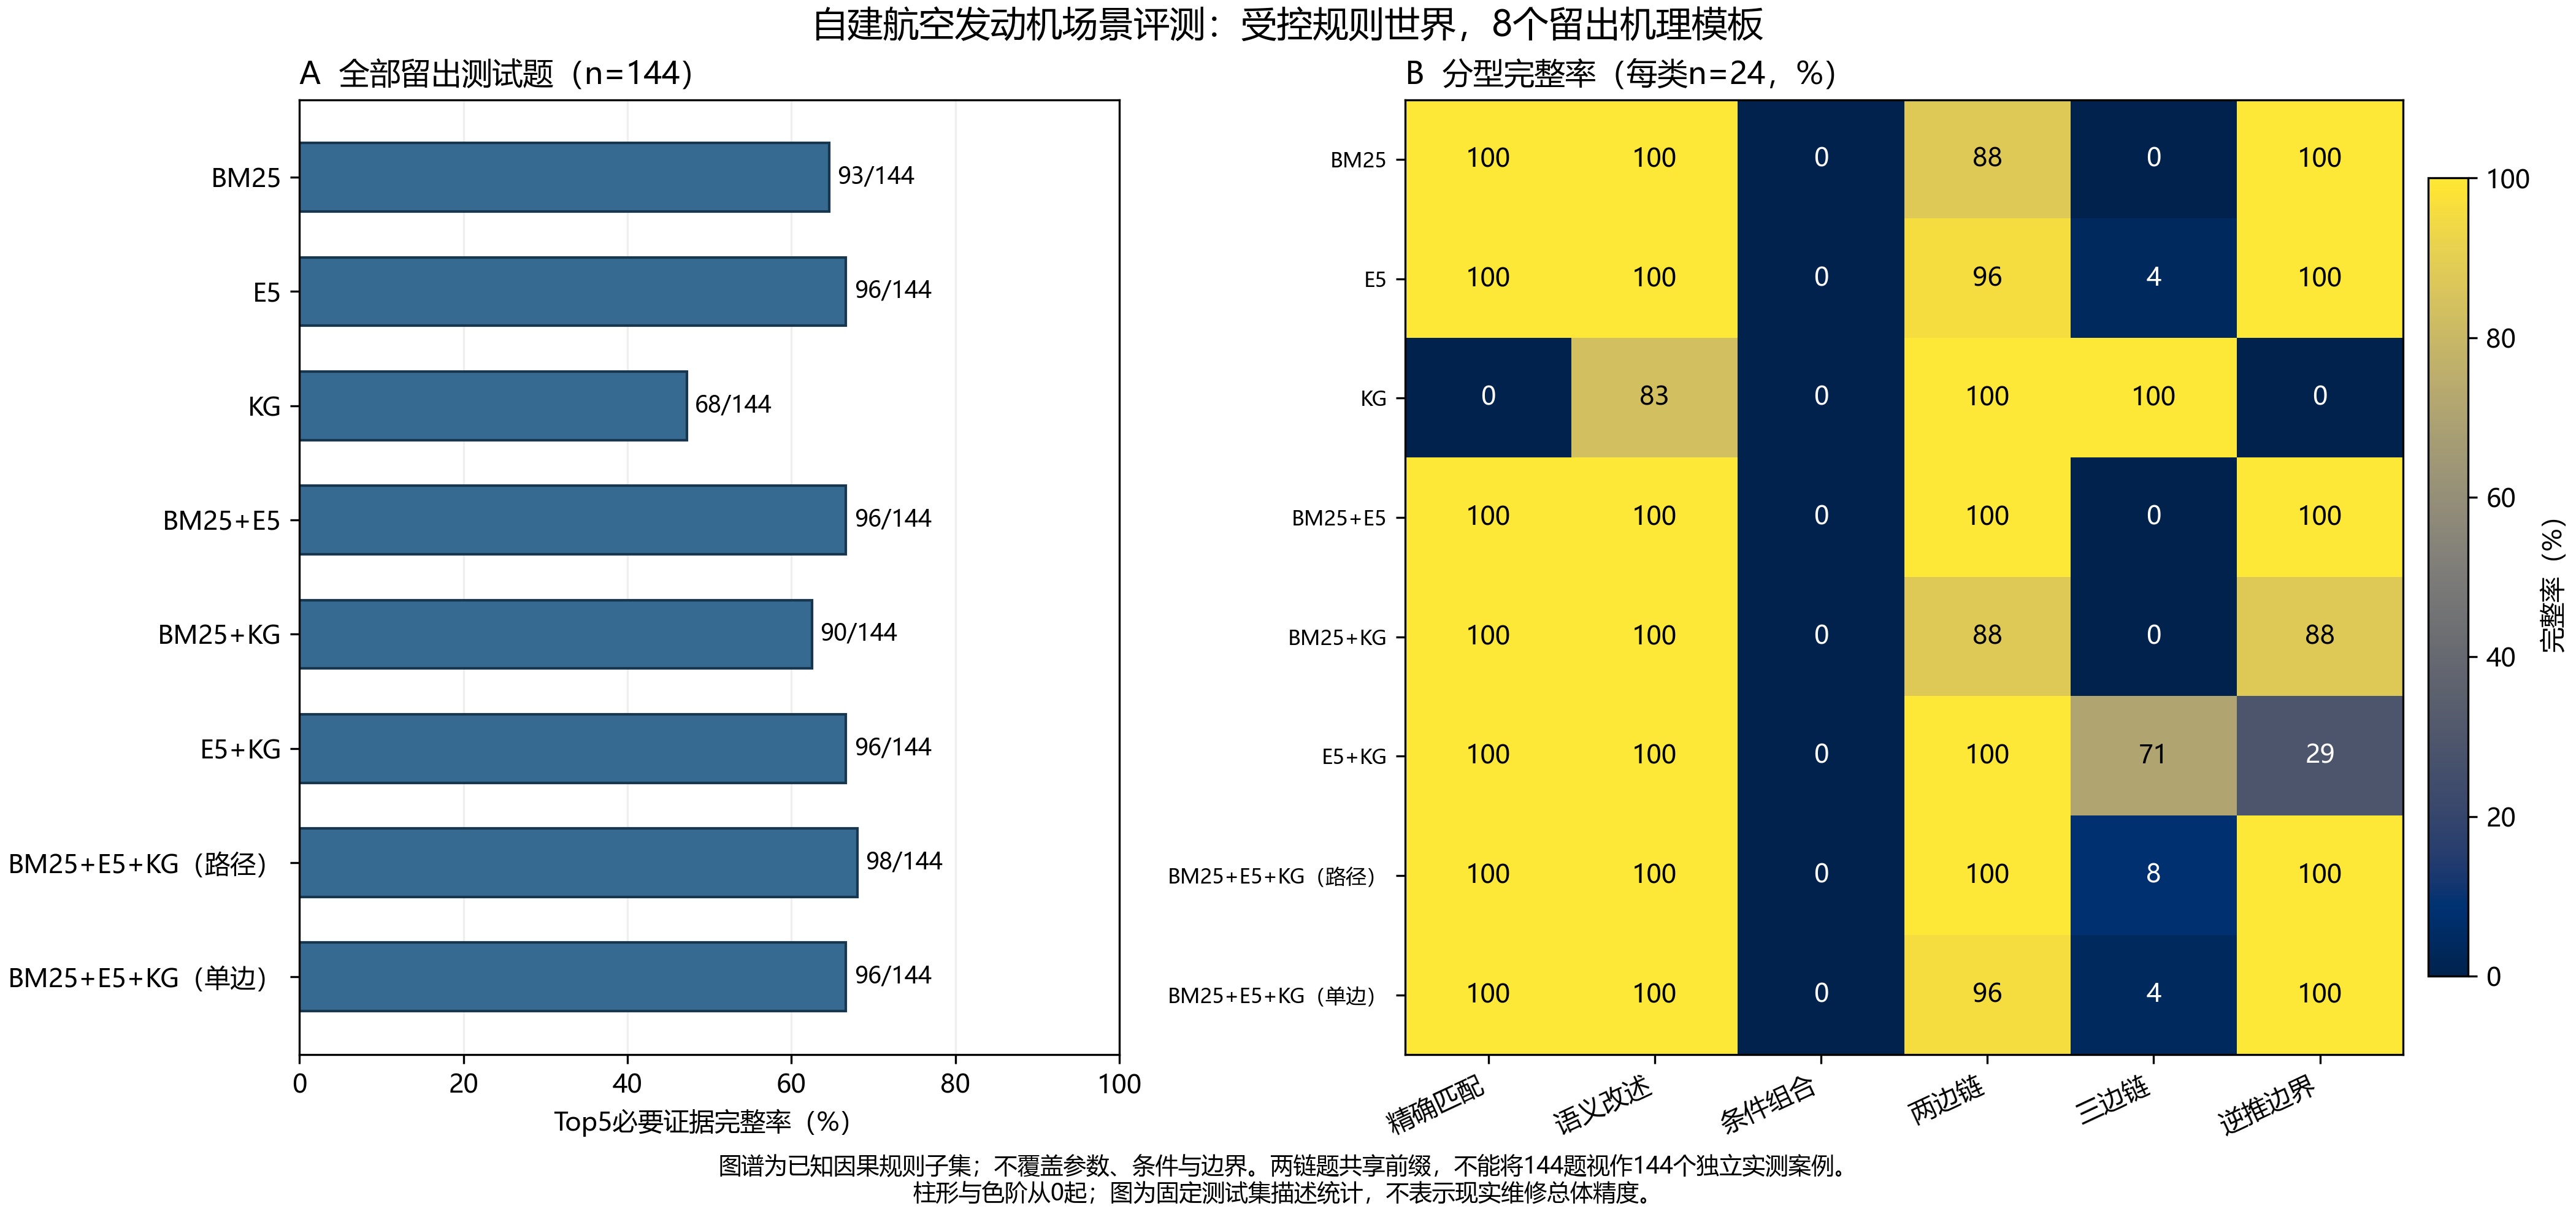 自建航空发动机场景评测：受控规则世界，8个留出机理模板
A 全部留出测试题（n=144）
BM25
93/144
E5
96/144
KG
68/144
BM25+E5
96/144
BM25+KG
90/144
E5+KG
96/144
BM25+E5+KG（路径）
98/144
BM25+E5+KG（单边）
96/144
0 20 40 60 80 100
Top5必要证据完整率（%）
B 分型完整率（每类n=24，%）
BM25 100 100 0 88 0 100
E5 100 100 0 96 4 100
KG 0 83 0 100 100 0
BM25+E5 100 100 0 100 0 100
BM25+KG 100 100 0 88 0 88
E5+KG 100 100 0 100 71 29
BM25+E5+KG（路径） 100 100 0 100 8 100
BM25+E5+KG（单边） 100 100 0 96 4 100
精确匹配 语义改述 条件组合 两边链 三边链 逆推边界
100
80
60
40
20
0
完整率（%）
图谱为已知因果规则子集；不覆盖参数、条件与边界。两链题共享前缀，不能将144题视作144个独立实测案例。
柱形与色阶从0起；图为固定测试集描述统计，不表示现实维修总体精度。